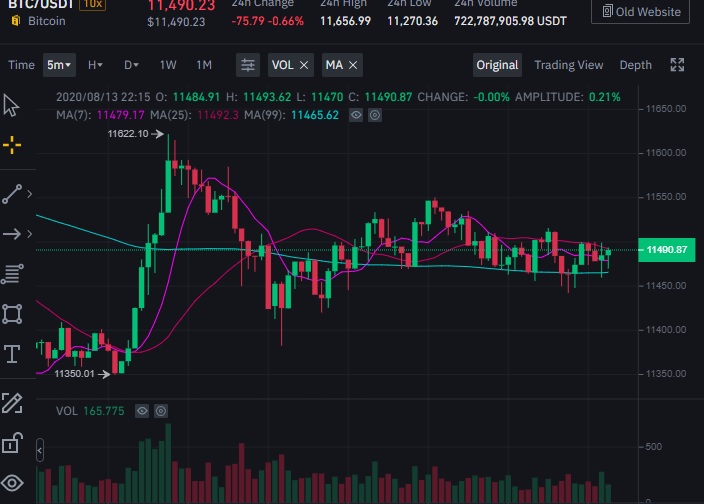 BTC/USDT 10x 11,490.23 24h Change 24h High 24h Low 24h Volume
Bitcoin $11,490.23 -75.79 -0.66% 11,656.99 11,270.36 722,787,905.98 USDT Old Website
Time 5m H D 1W 1M VOL × MA × Original Trading View Depth
2020/08/13 22:15 O: 11484.91 H: 11493.62 L: 11470 C: 11490.87 CHANGE: -0.00% AMPLITUDE: 0.21%
MA(7): 11479.17 MA(25): 11492.3 MA(99): 11465.62
11650.00
11622.10
11600.00
11550.00
11490.87
11450.00
11400.00
11350.01
11350.00
VOL 165.775
500
0